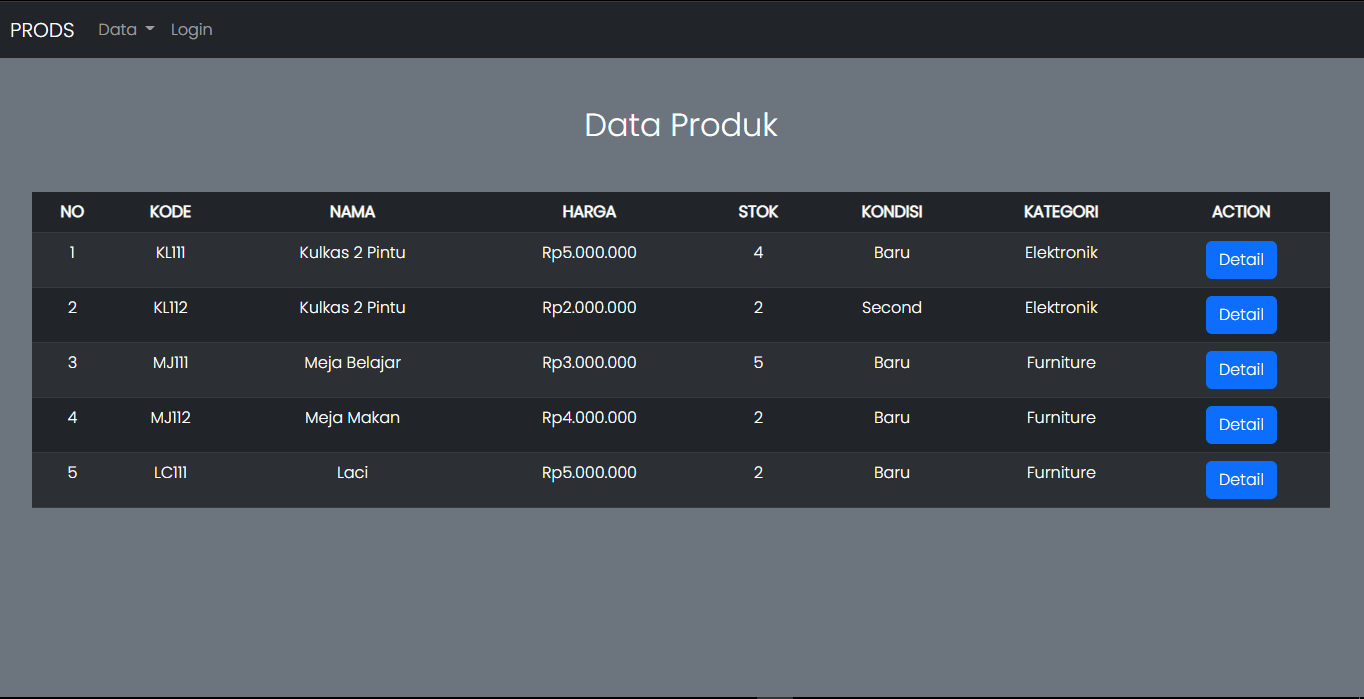 PRODS Data Login
Data Produk
NO KODE NAMA HARGA STOK KONDISI KATEGORI ACTION
1 KL111 Kulkas 2 Pintu Rp5.000.000 4 Baru Elektronik Detail
2 KL112 Kulkas 2 Pintu Rp2.000.000 2 Second Elektronik Detail
3 MJ111 Meja Belajar Rp3.000.000 5 Baru Furniture Detail
4 MJ112 Meja Makan Rp4.000.000 2 Baru Furniture Detail
5 LC111 Laci Rp5.000.000 2 Baru Furniture Detail